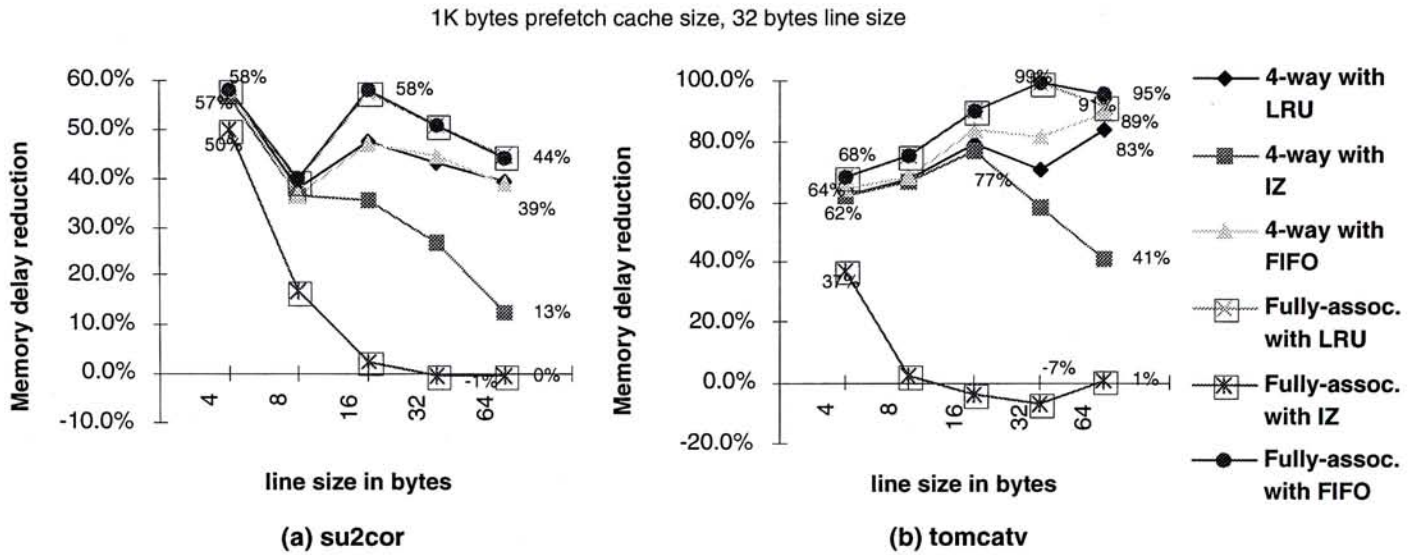 1K bytes prefetch cache size, 32 bytes line size
Memory delay reduction
60.0%
50.0%
40.0%
30.0%
20.0%
10.0%
0.0%
-10.0%
58%
57%
50%
58%
44%
39%
13%
-1%
0%
4
8
16
32
64
line size in bytes
(a) su2cor
Memory delay reduction
100.0%
80.0%
60.0%
40.0%
20.0%
0.0%
-20.0%
68%
64%
62%
37%
77%
99%
91%
95%
89%
83%
41%
-7%
1%
4
8
16
32
64
line size in bytes
(b) tomcatv
4-way with
LRU
4-way with
IZ
4-way with
FIFO
Fully-assoc.
with LRU
Fully-assoc.
with IZ
Fully-assoc.
with FIFO